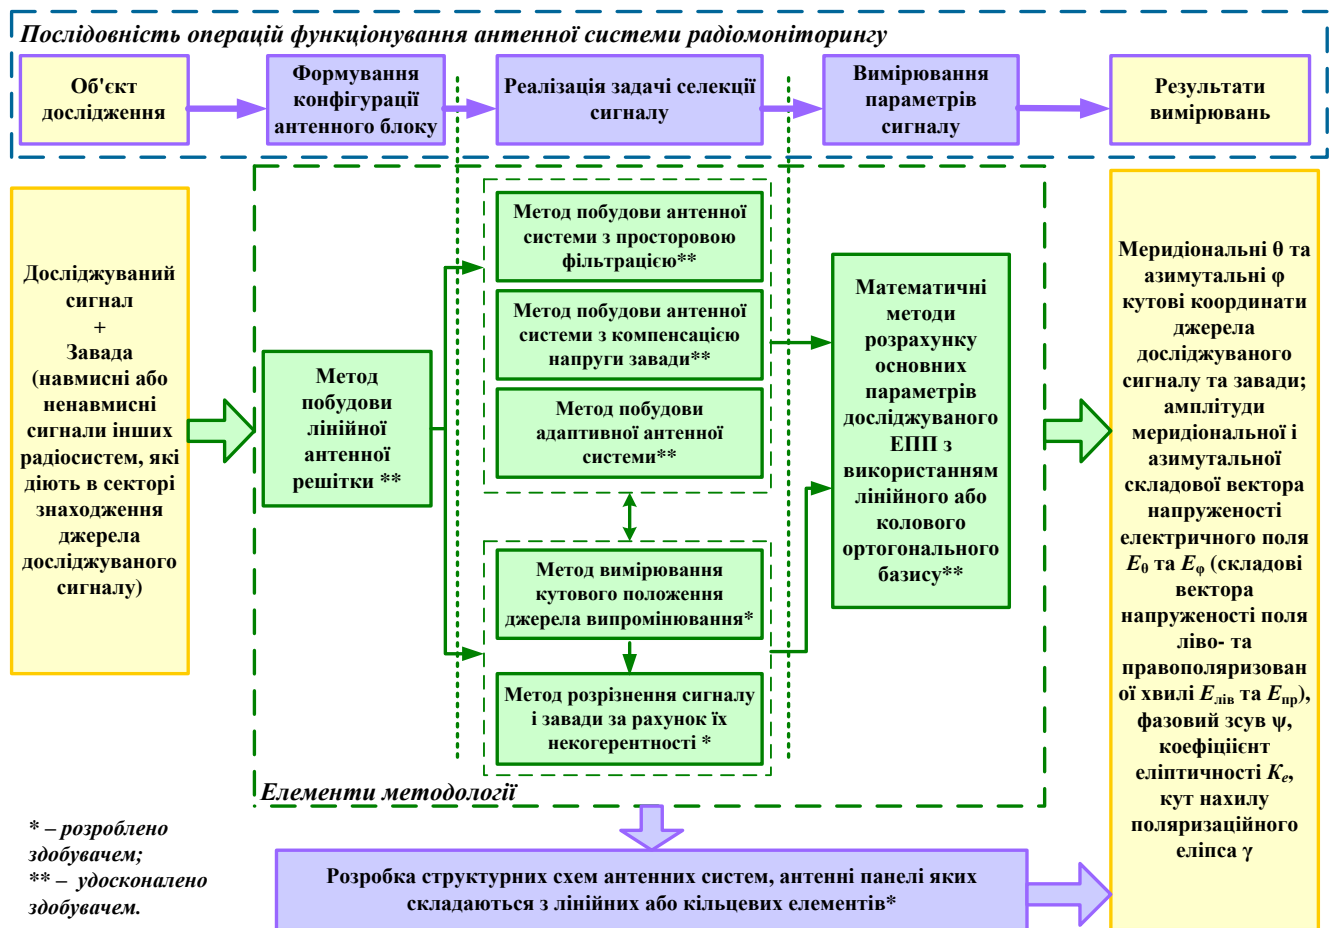 Послідовність операцій функціонування антенної системи радіомоніторингу
Об'єкт
дослідження
Формування
конфігурації
антенного блоку
Реалізація задачі селекції
сигналу
Вимірювання
параметрів
сигналу
Результати
вимірювань
Досліджуваний
сигнал
+
Завада
(навмисні або
ненавмисні
сигнали інших
радіосистем, які
діють в секторі
знаходження
джерела
досліджуваного
сигналу)
Метод
побудови
лінійної
антенної
решітки **
Метод побудови антенної
системи з просторовою
фільтрацією**
Метод побудови антенної
системи з компенсацією
напруги завади**
Метод побудови
адаптивної антенної
системи**
Метод вимірювання
кутового положення
джерела випромінювання*
Метод розрізнення сигналу
і завади за рахунок їх
некогерентності *
Математичні
методи
розрахунку
основних
параметрів
досліджуваного
ЕПП з
використанням
лінійного або
колового
ортогонального
базису**
Меридіональні θ та
азимутальні φ
кутові координати
джерела
досліджуваного
сигналу та завади;
амплітуди
меридіональної і
азимутальної
складової вектора
напруженості
електричного поля
Eθ та Eφ (складові
вектора
напруженості поля
ліво- та
правополяризован
ої хвилі Eлів та Eпр),
фазовий зсув ψ,
коефіціієнт
еліптичності Ke,
кут нахилу
поляризаційного
еліпса γ
Елементи методології
* – розроблено
здобувачем;
** – удосконалено
здобувачем.
Розробка структурних схем антенних систем, антенні панелі яких
складаються з лінійних або кільцевих елементів*